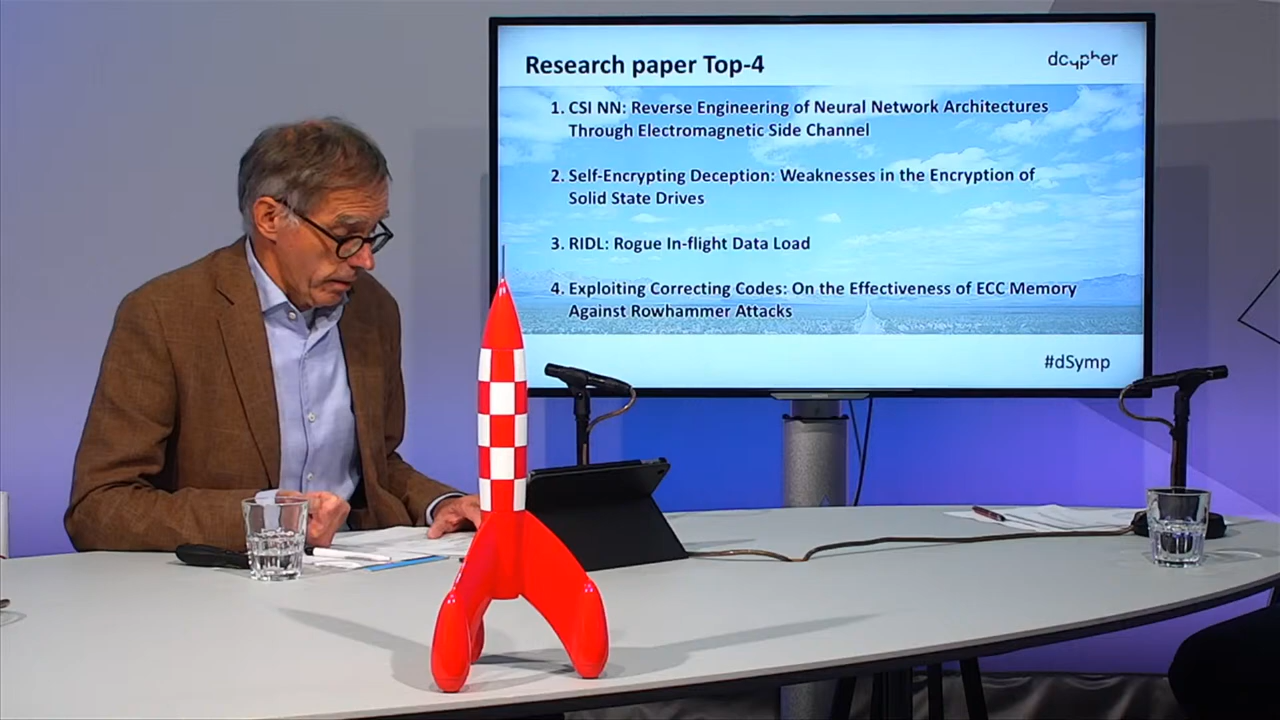 Research paper Top-4
dcypher
1. CSI NN: Reverse Engineering of Neural Network Architectures
Through Electromagnetic Side Channel
2. Self-Encrypting Deception: Weaknesses in the Encryption of
Solid State Drives
3. RIDL: Rogue In-flight Data Load
4. Exploiting Correcting Codes: On the Effectiveness of ECC Memory
Against Rowhammer Attacks
#dSymp